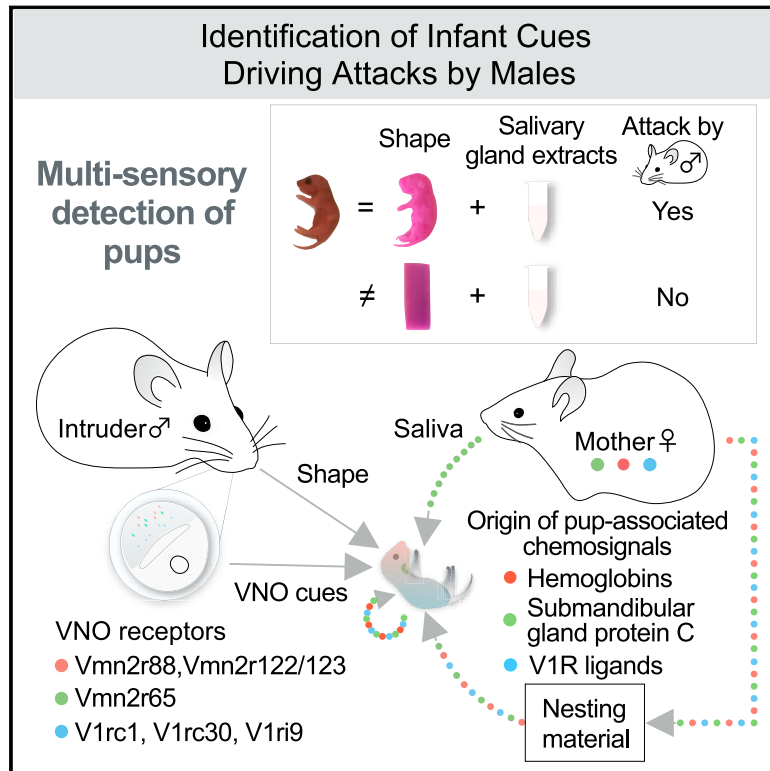 Identification of Infant Cues
Driving Attacks by Males
Multi-sensory
detection of
pups
Shape
Salivary
gland extracts
Attack by
♂
= + Yes
≠ + No
Intruder♂
Shape
VNO cues
VNO receptors
Vmn2r88,Vmn2r122/123
Vmn2r65
V1rc1, V1rc30, V1ri9
Saliva
Mother♀
Origin of pup-associated
chemosignals
Hemoglobins
Submandibular
gland protein C
V1R ligands
Nesting
material